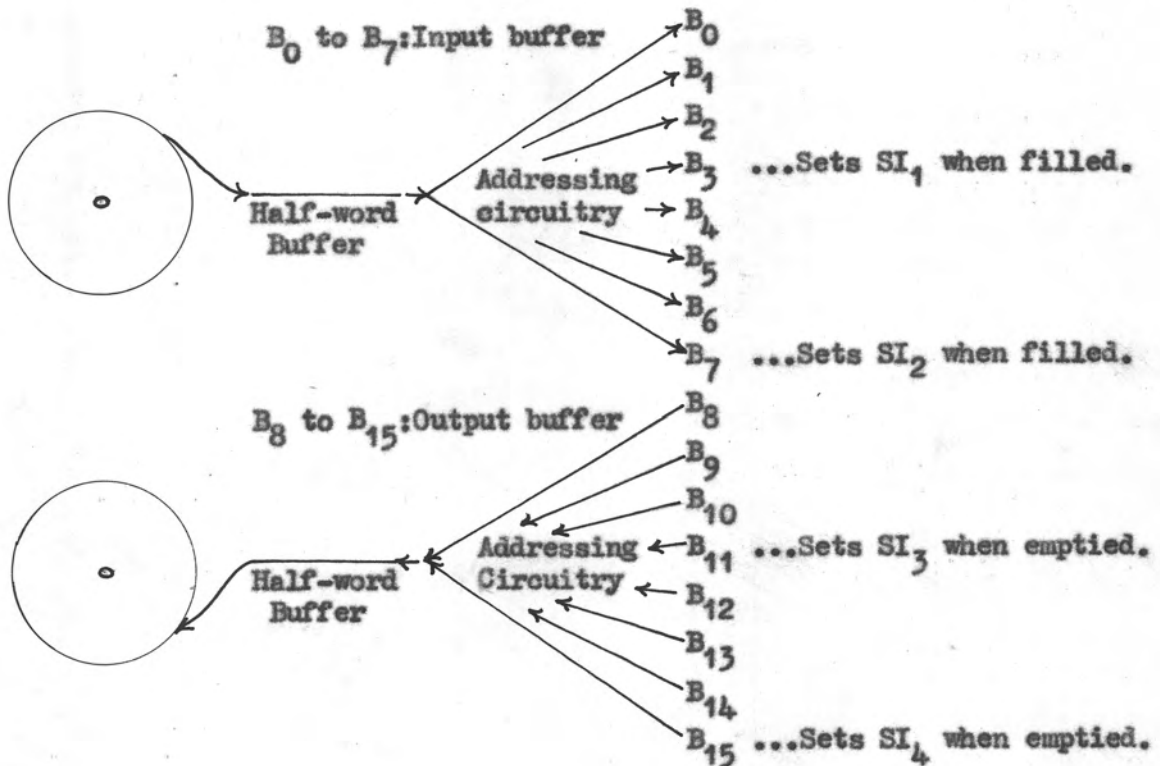 B₀ to B₇:Input buffer
B₀
B₁
B₂
B₃ ...Sets SI₁ when filled.
Addressing
circuitry
B₄
Half-word
Buffer
B₅
B₆
B₇ ...Sets SI₂ when filled.
B₈ to B₁₅:Output buffer
B₈
B₉
B₁₀
B₁₁ ...Sets SI₃ when emptied.
Addressing
Circuitry
B₁₂
Half-word
Buffer
B₁₃
B₁₄
B₁₅ ...Sets SI₄ when emptied.